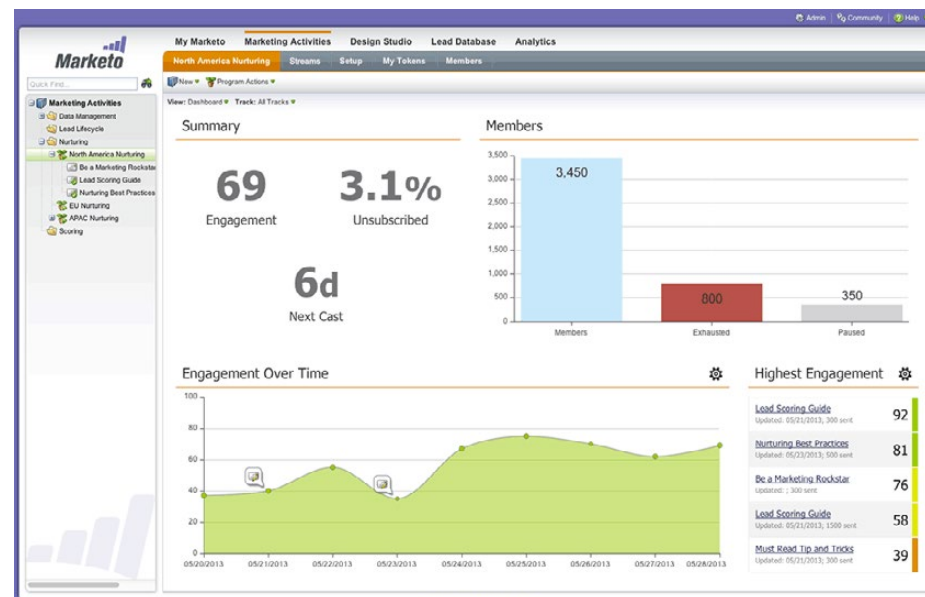 Admin Community Help
Marketo
My Marketo Marketing Activities Design Studio Lead Database Analytics
North America Nurturing Streams Setup My Tokens Members
Quick Find...
New Program Actions
View: Dashboard Track: All Tracks
Marketing Activities
Data Management
Lead Lifecycle
Nurturing
North America Nurturing
Be a Marketing Rockstar
Lead Scoring Guide
Nurturing Best Practices
EU Nurturing
APAC Nurturing
Scoring
Summary
69
Engagement
3.1%
Unsubscribed
6d
Next Cast
Members
3,500
3,000
2,500
2,000
1,500
1,000
500
0
3,450
800
350
Members Exhausted Paused
Engagement Over Time
100
80
60
40
20
0
05/20/2013 05/21/2013 05/22/2013 05/23/2013 05/24/2013 05/25/2013 05/26/2013 05/27/2013 05/28/2013
Highest Engagement
Lead Scoring Guide 92
Updated: 05/21/2013, 300 sent
Nurturing Best Practices 81
Updated: 05/23/2013; 500 sent
Be a Marketing Rockstar 76
Updated: ; 300 sent
Lead Scoring Guide 58
Updated: 05/21/2013; 1500 sent
Must Read Tip and Tricks 39
Updated: 05/21/2013; 300 sent